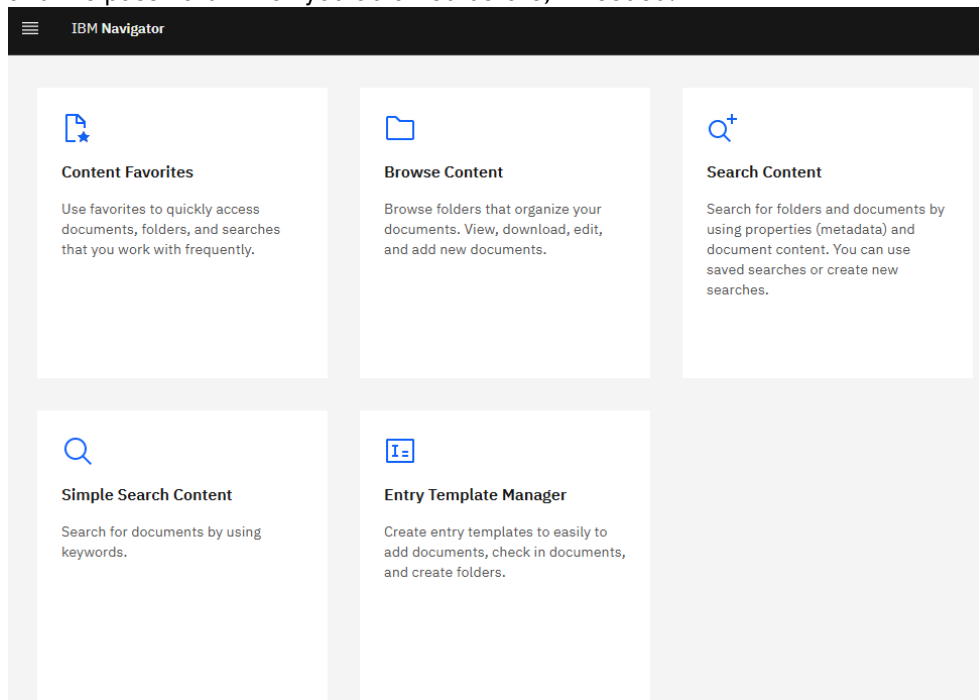 IBM Navigator
Content Favorites
Use favorites to quickly access
documents, folders, and searches
that you work with frequently.
Browse Content
Browse folders that organize your
documents. View, download, edit,
and add new documents.
Search Content
Search for folders and documents by
using properties (metadata) and
document content. You can use
saved searches or create new
searches.
Simple Search Content
Search for documents by using
keywords.
Entry Template Manager
Create entry templates to easily to
add documents, check in documents,
and create folders.